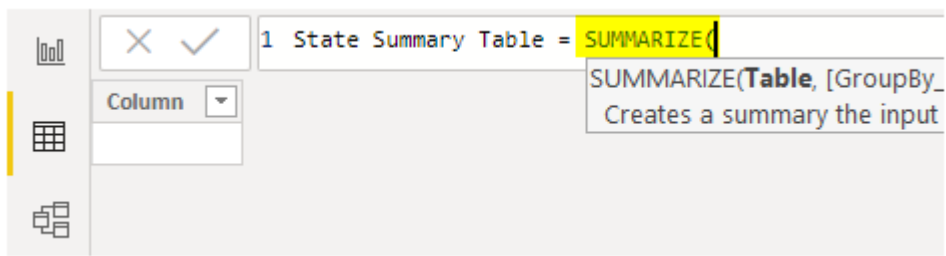 1 State Summary Table = SUMMARIZE(
SUMMARIZE(Table, [GroupBy_
Creates a summary the input
Column